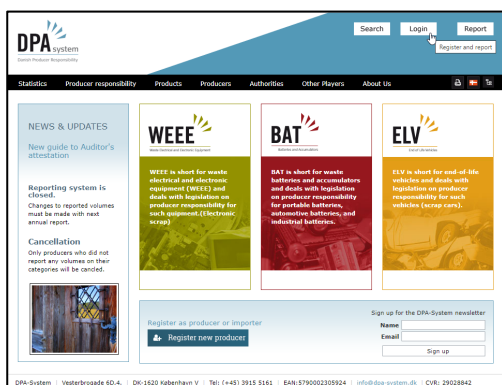 DPA
system
Danish Producer Responsibility
Search
Login
Report
Register and report
Statistics
Producer responsibility
Products
Producers
Authorities
Other Players
About Us
NEWS & UPDATES
New guide to Auditor's
attestation
Reporting system is
closed.
Changes to reported volumes
must be made with next
annual report.
Cancellation
Only producers who did not
report any volumes on their
categories will be cancled.
WEEE
Waste Electrical and Electronic Equipment
WEEE is short for waste
electrical and electronic
equipment (WEEE) and
deals with legislation on
producer responsibility for
such quipment.(Electronic
scrap)
BAT
Batteries and Accumulators
BAT is short for waste
batteries and accumulators
and deals with legislation
on producer responsibility
for portable batteries,
automotive batteries, and
industrial batteries.
ELV
End-of-Life-Vehicles
ELV is short for end-of-life
vehicles and deals with
legislation on producer
responsibility for such
vehicles (scrap cars).
Register as producer or importer
Register new producer
Sign up for the DPA-System newsletter
Name
Email
Sign up
DPA-System | Vesterbrogade 6D,4. | DK-1620 København V | Tel: (+45) 3915 5161 | EAN:5790002305924 | info@dpa-system.dk | CVR: 29028842